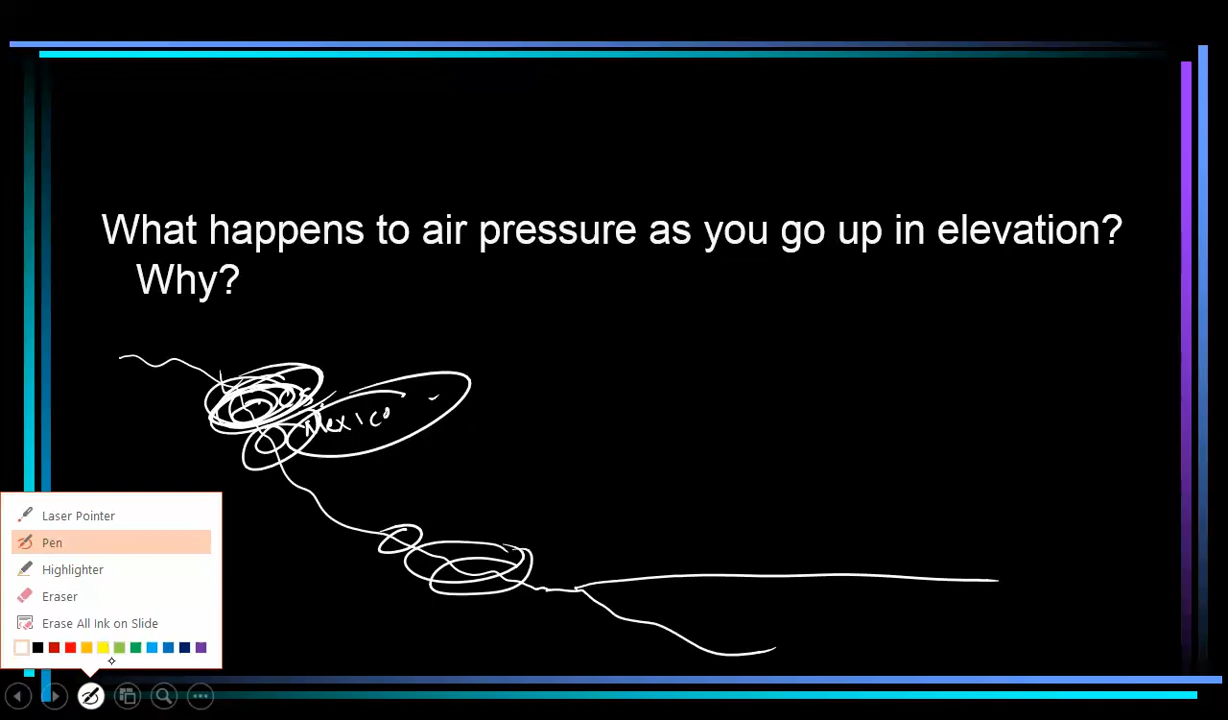 What happens to air pressure as you go up in elevation?
Why?
Mexico
Laser Pointer
Pen
Highlighter
Eraser
Erase All Ink on Slide